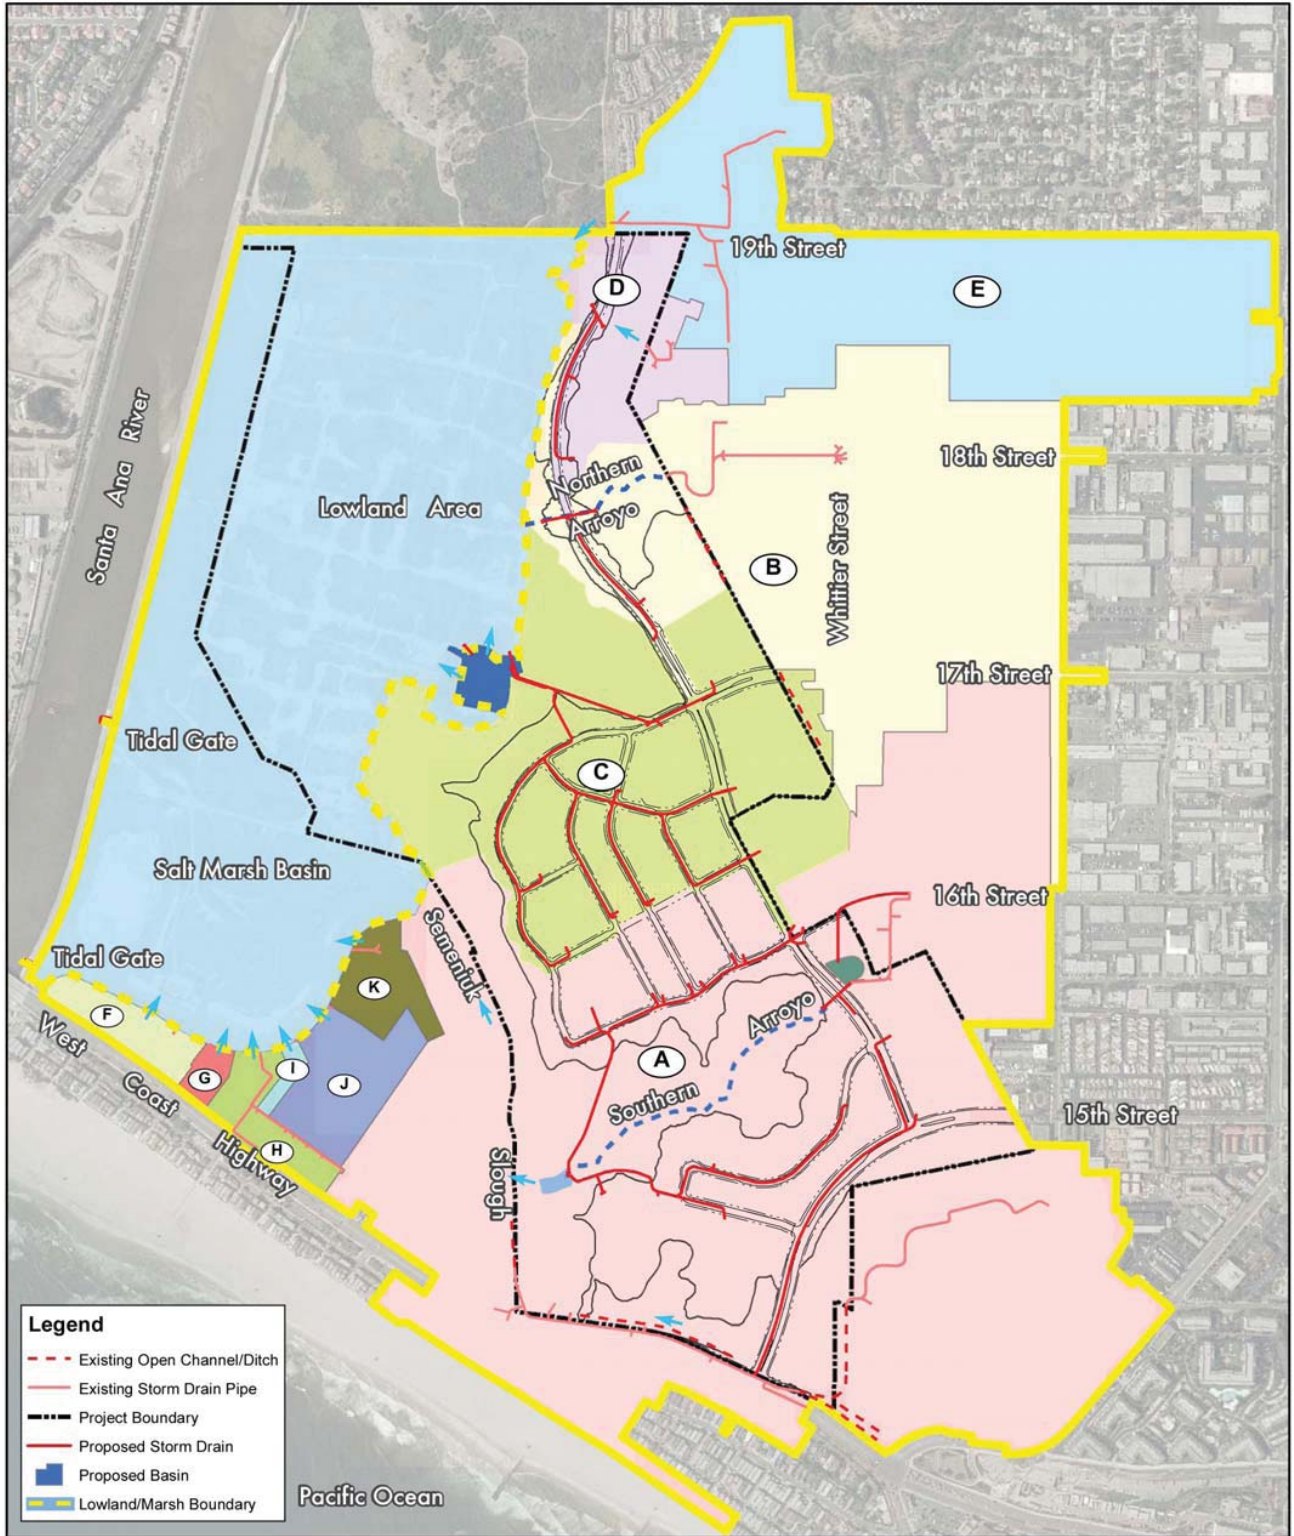 19th Street
D
E
Santa Ana River
18th Street
Northern
Lowland Area
Arroyo
B
Whittier Street
17th Street
Tidal Gate
C
Salt Marsh Basin
16th Street
Semeniuk
Tidal Gate
K
F
Arroyo
West
A
I
G
Coast
J
Southern
15th Street
H
Highway
Slough
Legend
Existing Open Channel/Ditch
Existing Storm Drain Pipe
Project Boundary
Proposed Storm Drain
Proposed Basin
Lowland/Marsh Boundary
Pacific Ocean